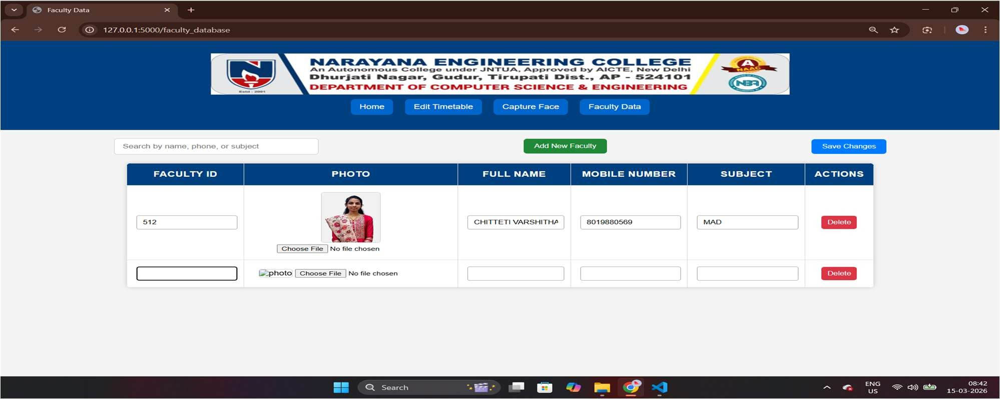 Faculty Data
127.0.0.1:5000/faculty_database
N
Estd : 2001
NARAYANA ENGINEERING COLLEGE
An Autonomous College under JNTUA, Approved by AICTE, New Delhi
Dhurjati Nagar, Gudur, Tirupati Dist., AP - 524101
DEPARTMENT OF COMPUTER SCIENCE & ENGINEERING
A
NAAC
NBA
Home Edit Timetable Capture Face Faculty Data
Search by name, phone, or subject Add New Faculty Save Changes
FACULTY ID PHOTO FULL NAME MOBILE NUMBER SUBJECT ACTIONS
512 CHITTETI VARSHITHA 8019880569 MAD Delete
Choose File No file chosen
photo Choose File No file chosen Delete
Search
ENG
US
08:42
15-03-2026